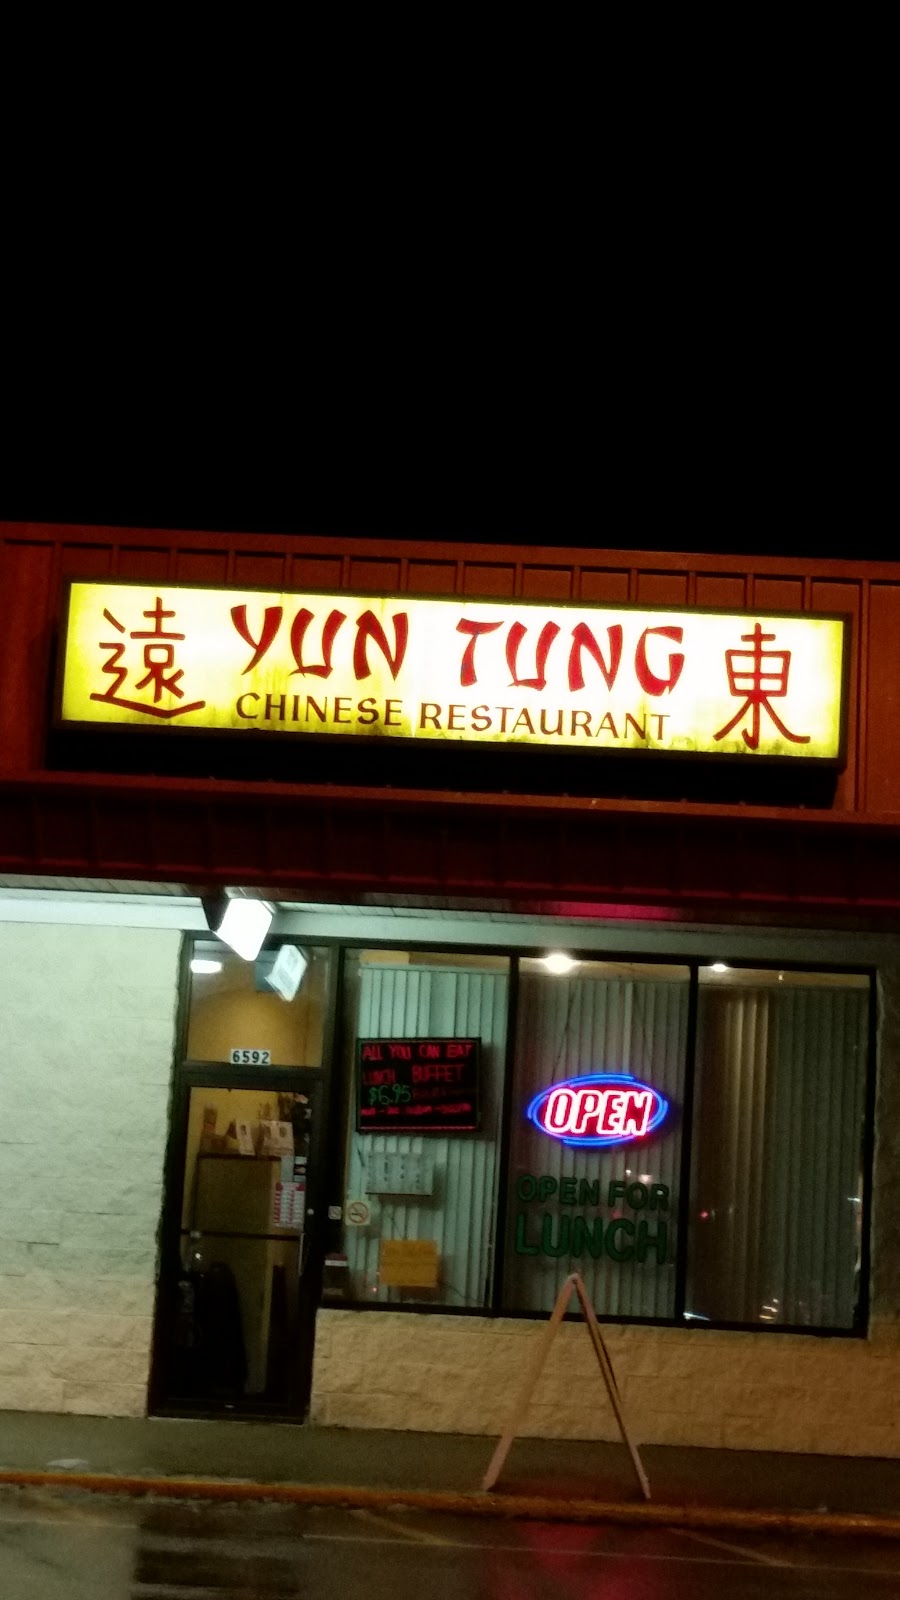 遠 YUN TUNG 東
CHINESE RESTAURANT
6592
ALL YOU CAN EAT
LUNCH BUFFET
$6.95
OPEN
OPEN FOR
LUNCH